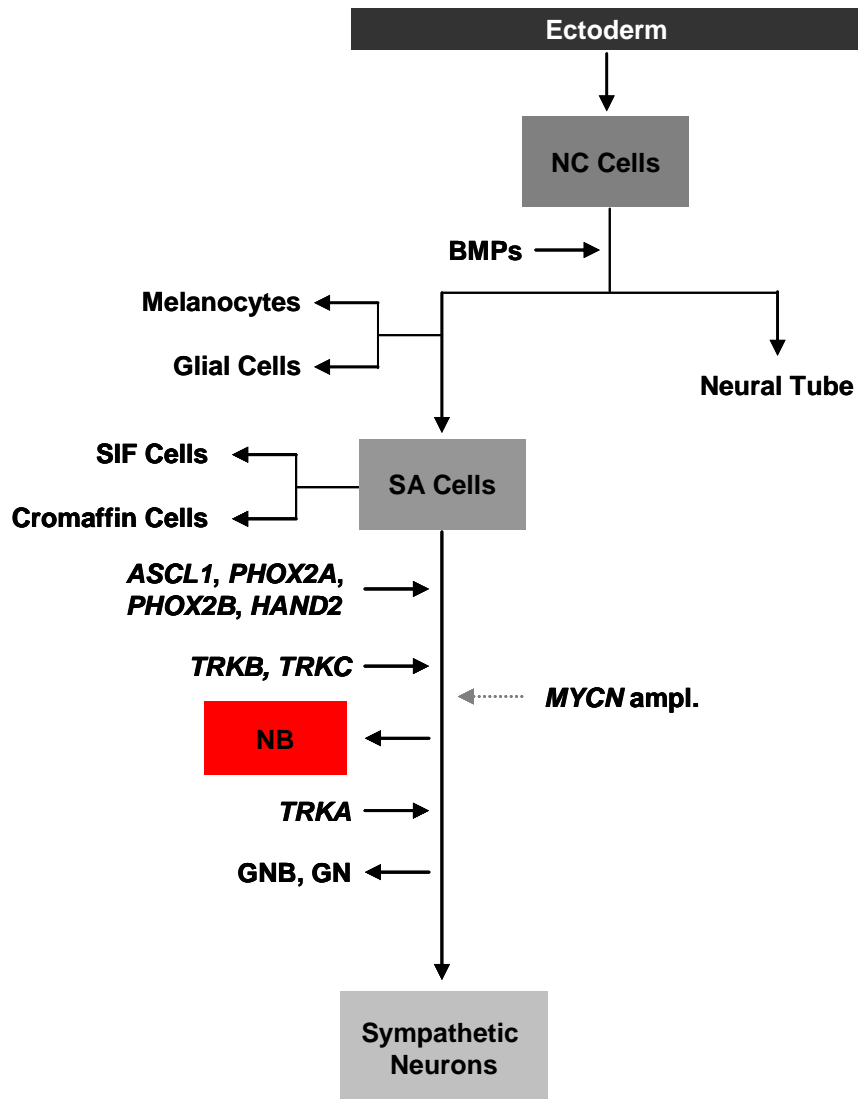 Ectoderm
NC Cells
BMPs
Melanocytes
Glial Cells
Neural Tube
SIF Cells
SA Cells
Cromaffin Cells
ASCL1, PHOX2A,
PHOX2B, HAND2
TRKB, TRKC
MYCN ampl.
NB
TRKA
GNB, GN
Sympathetic
Neurons